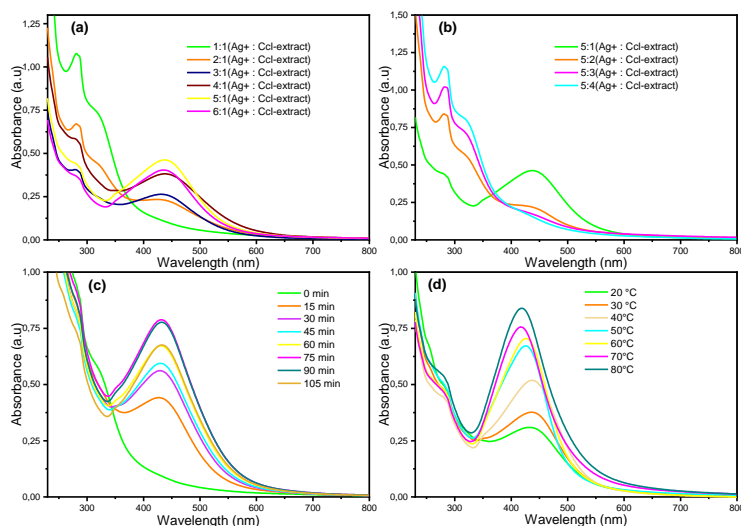 (a)
1:1(Ag+ : Ccl-extract)
2:1(Ag+ : Ccl-extract)
3:1(Ag+ : Ccl-extract)
4:1(Ag+ : Ccl-extract)
5:1(Ag+ : Ccl-extract)
6:1(Ag+ : Ccl-extract)
Absorbance (a.u)
1,25
1,00
0,75
0,50
0,25
0,00
300 400 500 600 700 800
Wavelength (nm)
(b)
5:1(Ag+ : Ccl-extract)
5:2(Ag+ : Ccl-extract)
5:3(Ag+ : Ccl-extract)
5:4(Ag+ : Ccl-extract)
Absorbance (a.u)
1,50
1,25
1,00
0,75
0,50
0,25
0,00
300 400 500 600 700 800
Wavelength (nm)
(c)
0 min
15 min
30 min
45 min
60 min
75 min
90 min
105 min
Absorbance (a.u)
1,00
0,75
0,50
0,25
0,00
300 400 500 600 700 800
Wavelength (nm)
(d)
20 °C
30 °C
40°C
50°C
60°C
70°C
80°C
Absorbance (a.u)
1,00
0,75
0,50
0,25
0,00
300 400 500 600 700 800
Wavelength (nm)